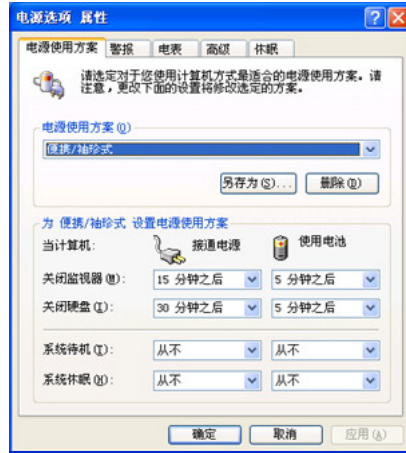 电源选项 属性
电源使用方案 警报 电表 高级 休眠
请选定对于您使用计算机方式最适合的电源使用方案。请
注意，更改下面的设置将修改选定的方案。
电源使用方案(U)
便携/袖珍式
另存为(S)... 删除(D)
为 便携/袖珍式 设置电源使用方案
当计算机: 接通电源 使用电池
关闭监视器(M): 15 分钟之后 5 分钟之后
关闭硬盘(I): 30 分钟之后 5 分钟之后
系统待机(T): 从不 从不
系统休眠(H): 从不 从不
确定 取消 应用(A)